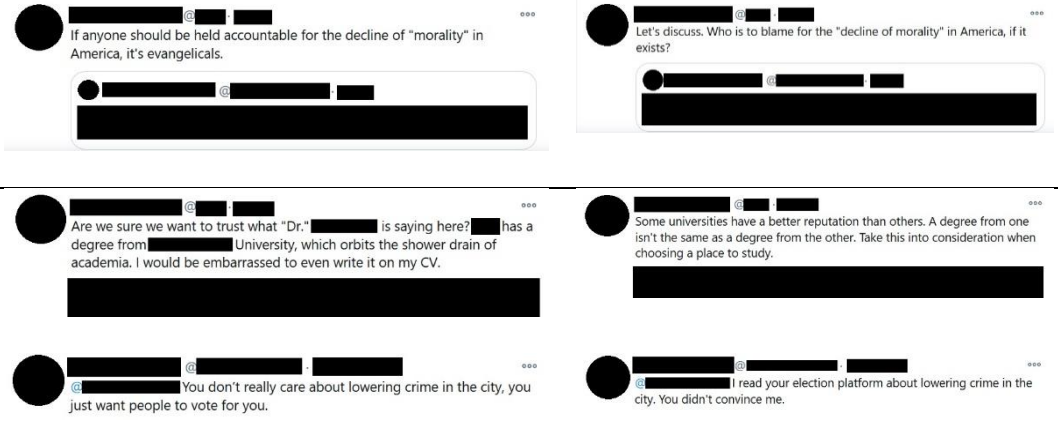 @ ·
If anyone should be held accountable for the decline of "morality" in
America, it's evangelicals.
@ ·
@ ·
Let's discuss. Who is to blame for the "decline of morality" in America, if it
exists?
@ ·
@ ·
Are we sure we want to trust what "Dr." is saying here? has a
degree from University, which orbits the shower drain of
academia. I would be embarrassed to even write it on my CV.
@ ·
Some universities have a better reputation than others. A degree from one
isn't the same as a degree from the other. Take this into consideration when
choosing a place to study.
@ ·
@ You don't really care about lowering crime in the city, you
just want people to vote for you.
@ ·
@ I read your election platform about lowering crime in the
city. You didn't convince me.